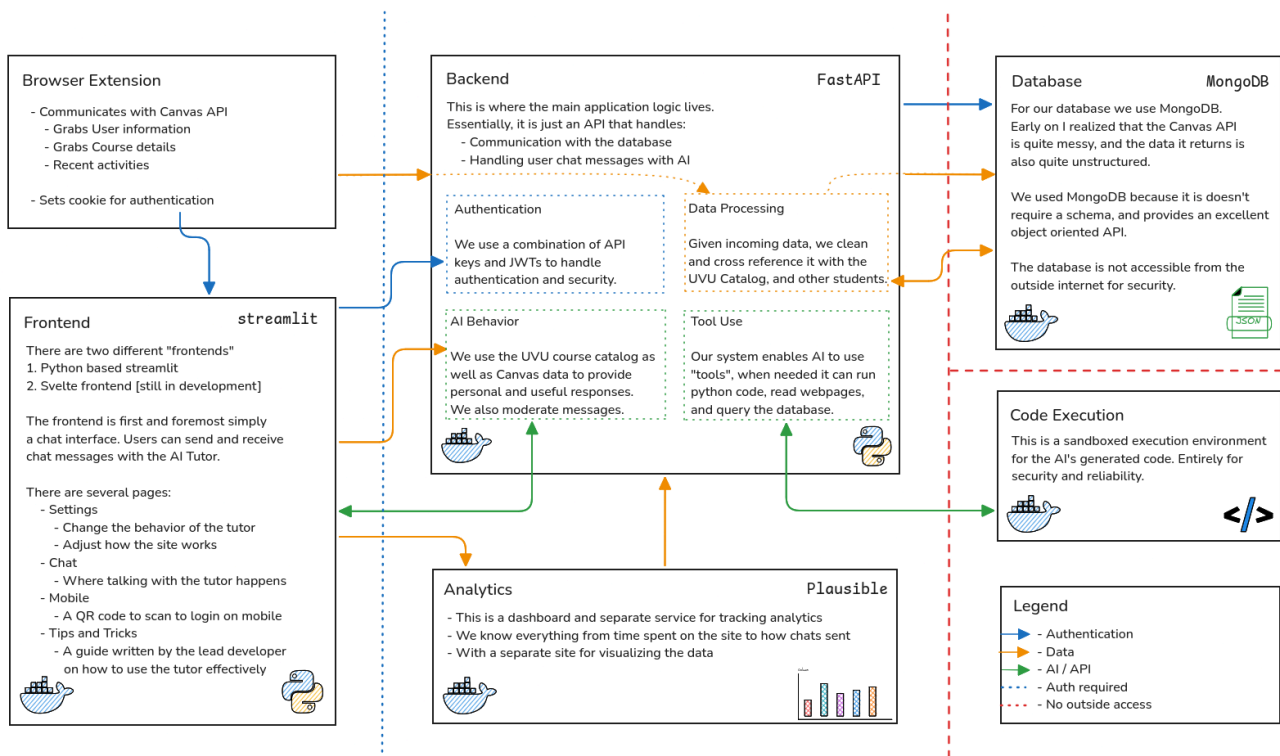 Browser Extension
- Communicates with Canvas API
- Grabs User information
- Grabs Course details
- Recent activities
- Sets cookie for authentication
Frontend
streamlit
There are two different "frontends"
1. Python based streamlit
2. Svelte frontend [still in development]
The frontend is first and foremost simply
a chat interface. Users can send and receive
chat messages with the AI Tutor.
There are several pages:
- Settings
- Change the behavior of the tutor
- Adjust how the site works
- Chat
- Where talking with the tutor happens
- Mobile
- A QR code to scan to login on mobile
- Tips and Tricks
- A guide written by the lead developer
on how to use the tutor effectively
Backend
FastAPI
This is where the main application logic lives.
Essentially, it is just an API that handles:
- Communication with the database
- Handling user chat messages with AI
Authentication
We use a combination of API
keys and JWTs to handle
authentication and security.
Data Processing
Given incoming data, we clean
and cross reference it with the
UVU Catalog, and other students.
AI Behavior
We use the UVU course catalog as
well as Canvas data to provide
personal and useful responses.
We also moderate messages.
Tool Use
Our system enables AI to use
"tools", when needed it can run
python code, read webpages,
and query the database.
Analytics
Plausible
- This is a dashboard and separate service for tracking analytics
- We know everything from time spent on the site to how chats sent
- With a separate site for visualizing the data
Database
MongoDB
For our database we use MongoDB.
Early on I realized that the Canvas API
is quite messy, and the data it returns is
also quite unstructured.
We used MongoDB because it is doesn't
require a schema, and provides an excellent
object oriented API.
The database is not accessible from the
outside internet for security.
JSON
Code Execution
This is a sandboxed execution environment
for the AI's generated code. Entirely for
security and reliability.
</>
Legend
- Authentication
- Data
- AI / API
- Auth required
- No outside access